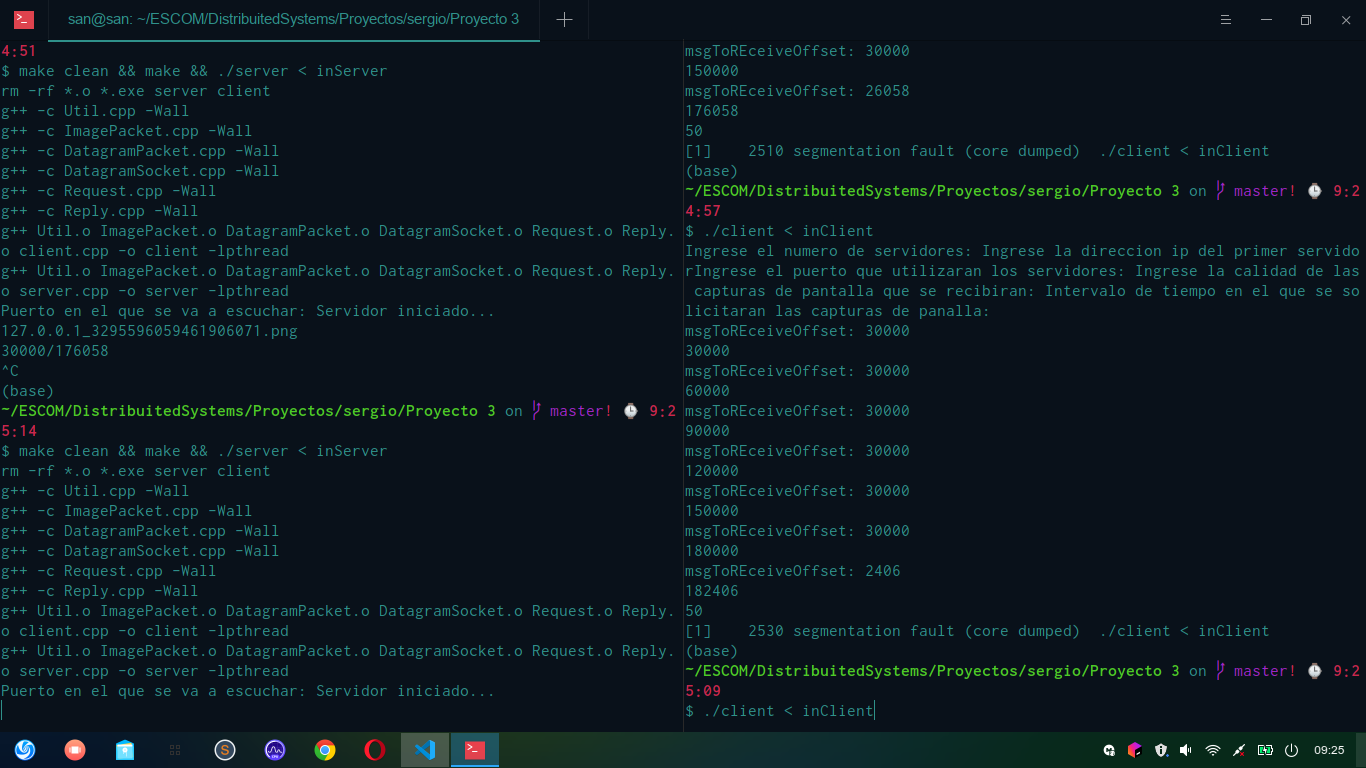 san@san: ~/ESCOM/DistribuitedSystems/Proyectos/sergio/Proyecto 3
4:51
$ make clean && make && ./server < inServer
rm -rf *.o *.exe server client
g++ -c Util.cpp -Wall
g++ -c ImagePacket.cpp -Wall
g++ -c DatagramPacket.cpp -Wall
g++ -c DatagramSocket.cpp -Wall
g++ -c Request.cpp -Wall
g++ -c Reply.cpp -Wall
g++ Util.o ImagePacket.o DatagramPacket.o DatagramSocket.o Request.o Reply.
o client.cpp -o client -lpthread
g++ Util.o ImagePacket.o DatagramPacket.o DatagramSocket.o Request.o Reply.
o server.cpp -o server -lpthread
Puerto en el que se va a escuchar: Servidor iniciado...
127.0.0.1_3295596059461906071.png
30000/176058
^C
(base)
~/ESCOM/DistribuitedSystems/Proyectos/sergio/Proyecto 3 on master! ⌚ 9:2
5:14
$ make clean && make && ./server < inServer
rm -rf *.o *.exe server client
g++ -c Util.cpp -Wall
g++ -c ImagePacket.cpp -Wall
g++ -c DatagramPacket.cpp -Wall
g++ -c DatagramSocket.cpp -Wall
g++ -c Request.cpp -Wall
g++ -c Reply.cpp -Wall
g++ Util.o ImagePacket.o DatagramPacket.o DatagramSocket.o Request.o Reply.
o client.cpp -o client -lpthread
g++ Util.o ImagePacket.o DatagramPacket.o DatagramSocket.o Request.o Reply.
o server.cpp -o server -lpthread
Puerto en el que se va a escuchar: Servidor iniciado...
msgToREceiveOffset: 30000
150000
msgToREceiveOffset: 26058
176058
50
[1]    2510 segmentation fault (core dumped)  ./client < inClient
(base)
~/ESCOM/DistribuitedSystems/Proyectos/sergio/Proyecto 3 on master! ⌚ 9:2
4:57
$ ./client < inClient
Ingrese el numero de servidores: Ingrese la direccion ip del primer servido
rIngrese el puerto que utilizaran los servidores: Ingrese la calidad de las
 capturas de pantalla que se recibiran: Intervalo de tiempo en el que se so
licitaran las capturas de panalla:
msgToREceiveOffset: 30000
30000
msgToREceiveOffset: 30000
60000
msgToREceiveOffset: 30000
90000
msgToREceiveOffset: 30000
120000
msgToREceiveOffset: 30000
150000
msgToREceiveOffset: 30000
180000
msgToREceiveOffset: 2406
182406
50
[1]    2530 segmentation fault (core dumped)  ./client < inClient
(base)
~/ESCOM/DistribuitedSystems/Proyectos/sergio/Proyecto 3 on master! ⌚ 9:2
5:09
$ ./client < inClient
09:25